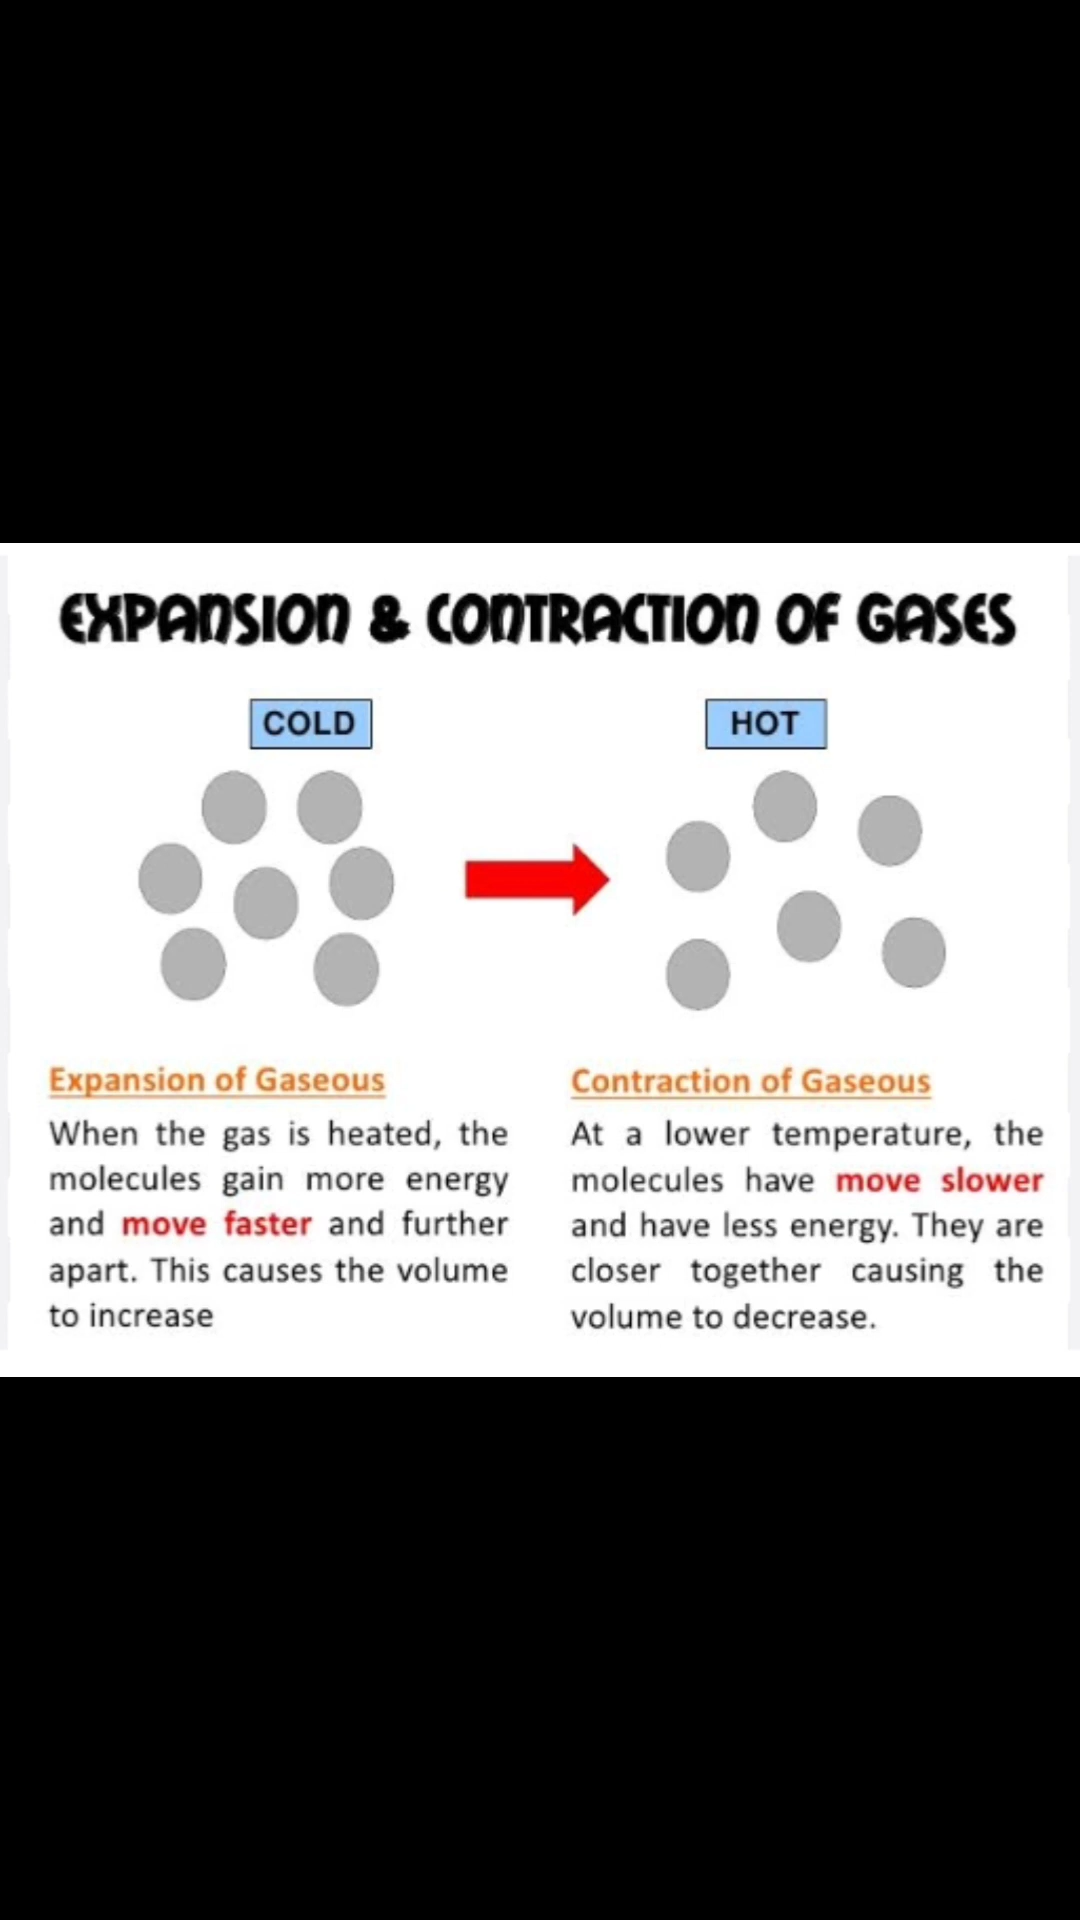 EXPANSION & CONTRACTION OF GASES
COLD
HOT
Expansion of Gaseous
When the gas is heated, the
molecules gain more energy
and move faster and further
apart. This causes the volume
to increase
Contraction of Gaseous
At a lower temperature, the
molecules have move slower
and have less energy. They are
closer together causing the
volume to decrease.